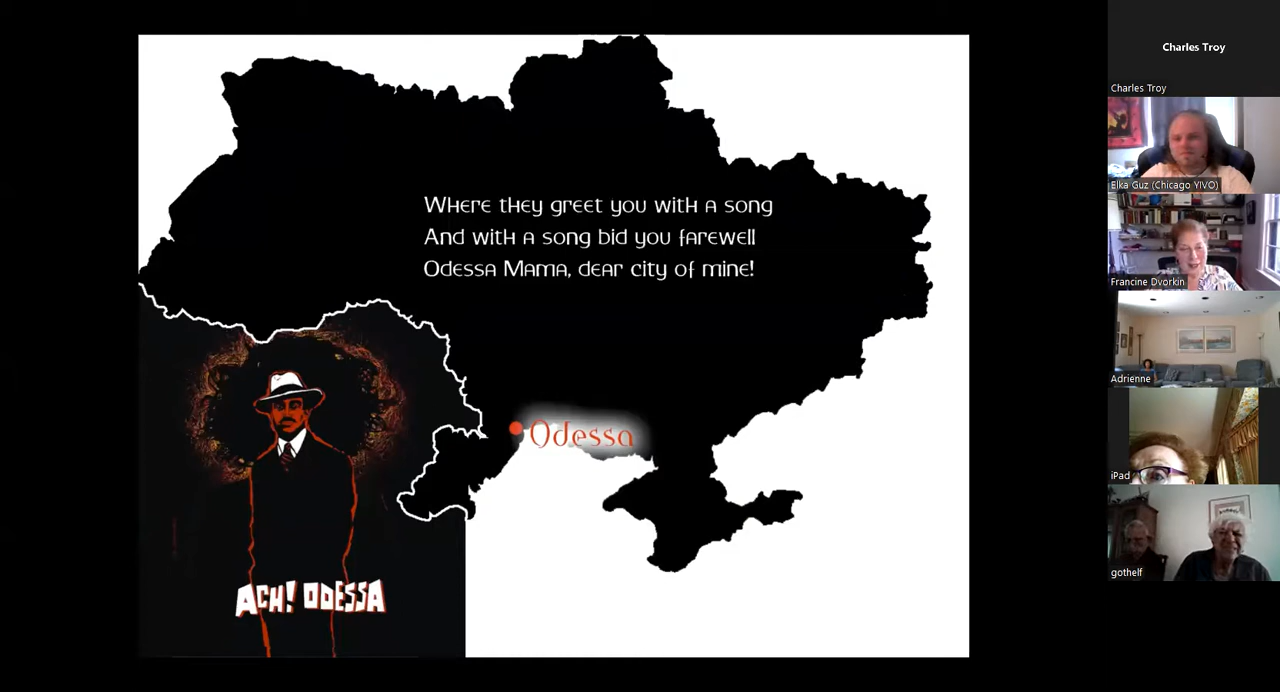 Where they greet you with a song
And with a song bid you farewell
Odessa Mama, dear city of mine!
Odessa
ACH! ODESSA
Charles Troy
Charles Troy
Elka Guz (Chicago YIVO)
Francine Dvorkin
Adrienne
iPad
gothelf